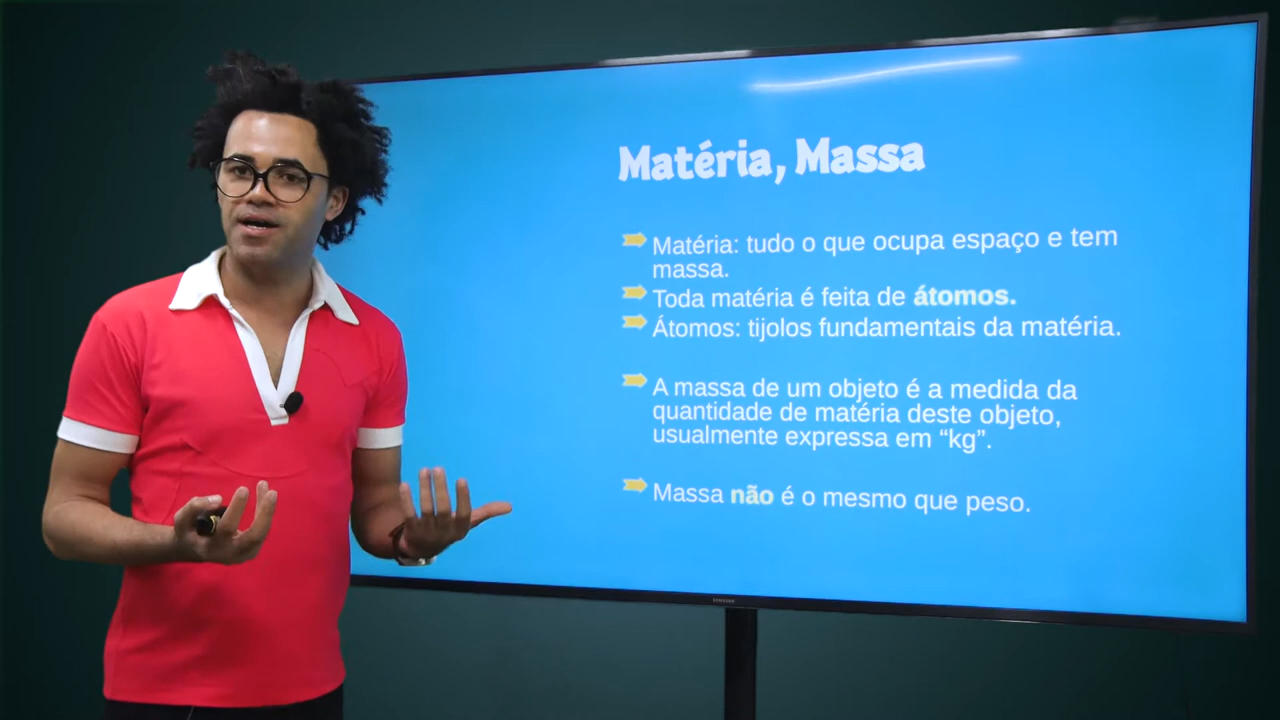 Matéria, Massa
Matéria: tudo o que ocupa espaço e tem
massa.
Toda matéria é feita de átomos.
Átomos: tijolos fundamentais da matéria.
A massa de um objeto é a medida da
quantidade de matéria deste objeto,
usualmente expressa em “kg”.
Massa não é o mesmo que peso.
SAMSUNG